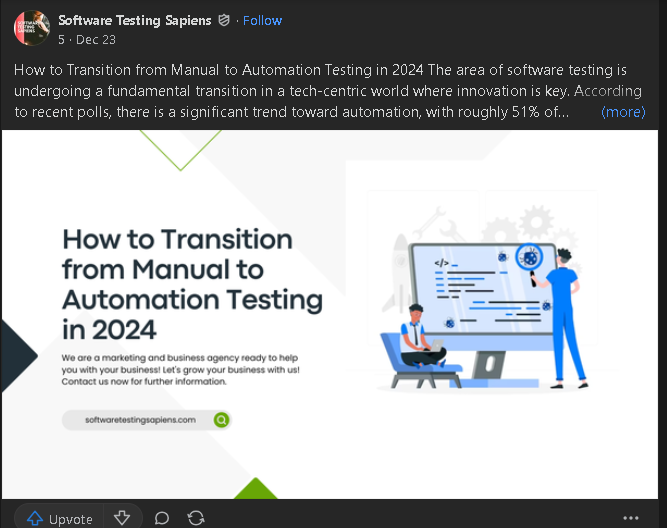 Software Testing Sapiens · Follow
5 · Dec 23
How to Transition from Manual to Automation Testing in 2024 The area of software testing is
undergoing a fundamental transition in a tech-centric world where innovation is key. According
to recent polls, there is a significant trend toward automation, with roughly 51% of... (more)
How to Transition
from Manual to
Automation Testing
in 2024
We are a marketing and business agency ready to help
you with your business! Let's grow your business with us!
Contact us now for further information.
softwaretestingsapiens.com
</>
Upvote